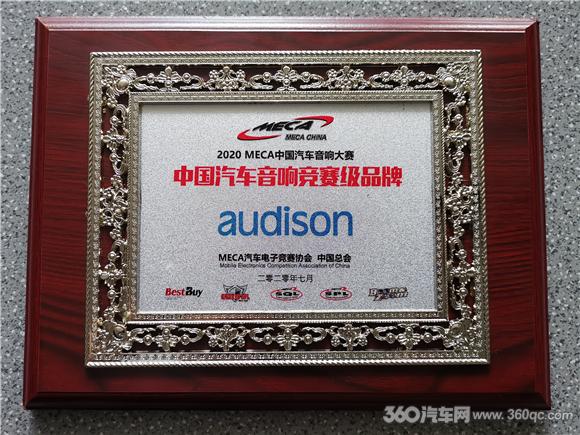 MECA
MECA CHINA
2020 MECA中国汽车音响大赛
中国汽车音响竞赛级品牌
audison
MECA汽车电子竞赛协会 中国总会
Mobile Electronics Competition Association of China
二零二零年七月
BestBuy SQL SPL
360汽车网 www.360qc.com